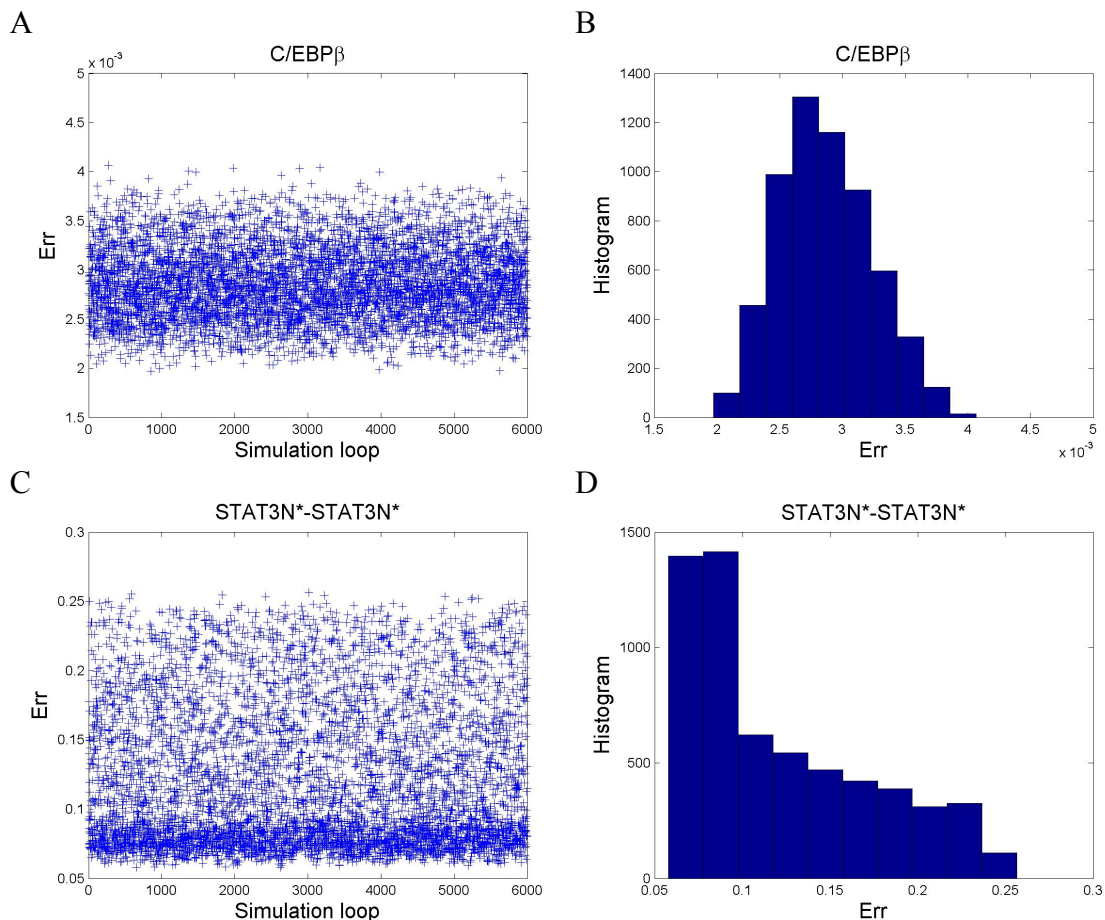 A
C/EBPβ
x 10⁻³
Err
5
4.5
4
3.5
3
2.5
2
1.5
0 1000 2000 3000 4000 5000 6000
Simulation loop
B
C/EBPβ
Histogram
1400
1200
1000
800
600
400
200
0
1.5 2 2.5 3 3.5 4 4.5 5
x 10⁻³
Err
C
STAT3N*-STAT3N*
Err
0.3
0.25
0.2
0.15
0.1
0.05
0 1000 2000 3000 4000 5000 6000
Simulation loop
D
STAT3N*-STAT3N*
Histogram
1500
1000
500
0
0.05 0.1 0.15 0.2 0.25 0.3
Err